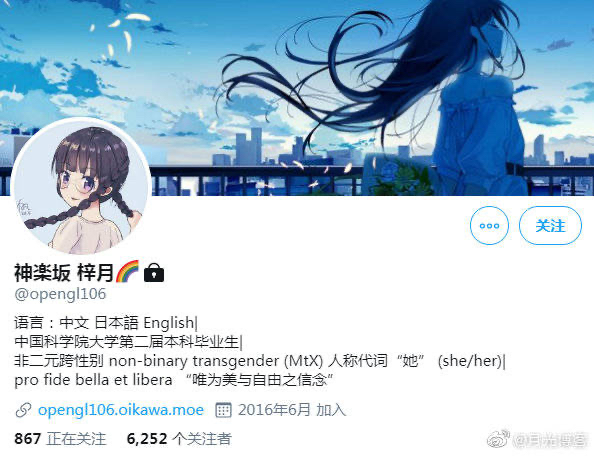 关注
神楽坂 梓月🌈
@opengl106
语言：中文 日本語 English|
中国科学院大学第二届本科毕业生|
非二元跨性别 non-binary transgender (MtX) 人称代词“她” (she/her)|
pro fide bella et libera “唯为美与自由之信念”
opengl106.oikawa.moe 2016年6月 加入
867 正在关注 6,252 个关注者
@月光博客